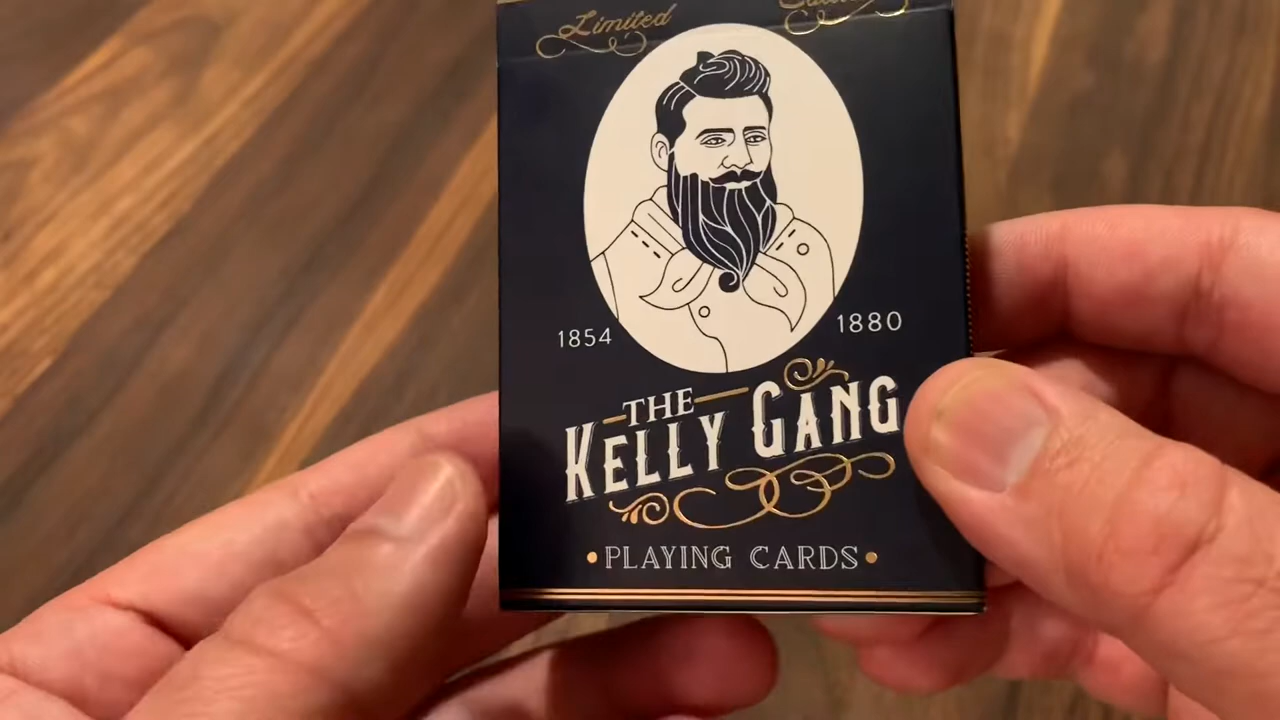 Limited
1854
1880
THE
KELLY GANG
PLAYING CARDS